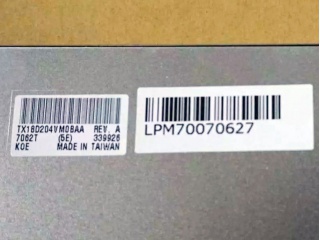 TX18D204VM0BAA REV. A
7062T (5E) 339926
KOE MADE IN TAIWAN
LPM70070627